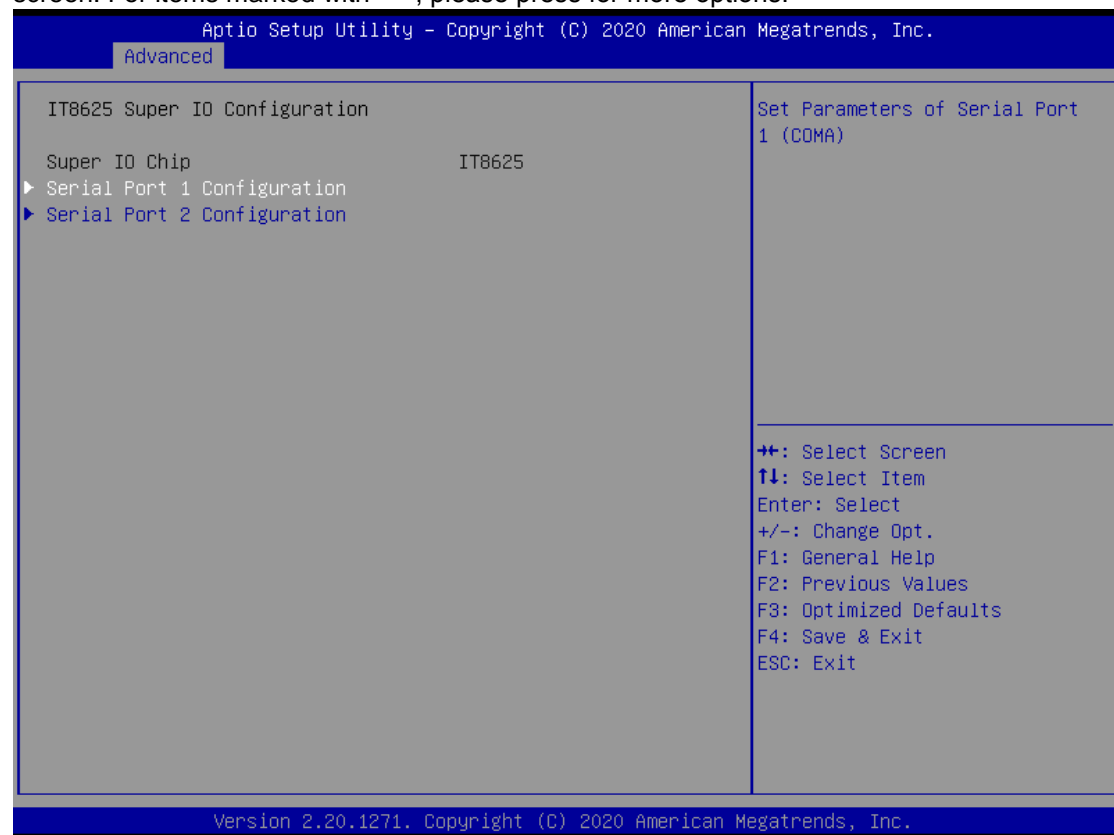 Aptio Setup Utility – Copyright (C) 2020 American Megatrends, Inc.
Advanced
IT8625 Super IO Configuration
Super IO Chip IT8625
▶ Serial Port 1 Configuration
▶ Serial Port 2 Configuration
Set Parameters of Serial Port
1 (COMA)
→←: Select Screen
↑↓: Select Item
Enter: Select
+/-: Change Opt.
F1: General Help
F2: Previous Values
F3: Optimized Defaults
F4: Save & Exit
ESC: Exit
Version 2.20.1271. Copyright (C) 2020 American Megatrends, Inc.